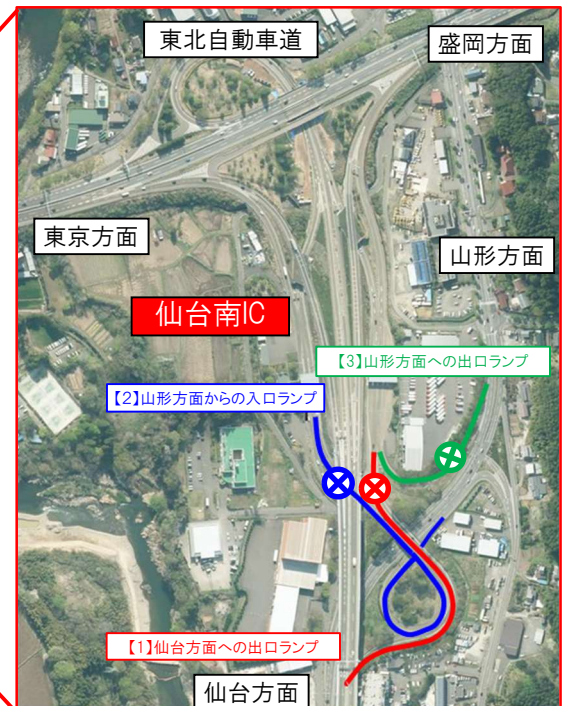 東北自動車道
盛岡方面
東京方面
山形方面
仙台南IC
【3】山形方面への出口ランプ
【2】山形方面からの入口ランプ
【1】仙台方面への出口ランプ
仙台方面